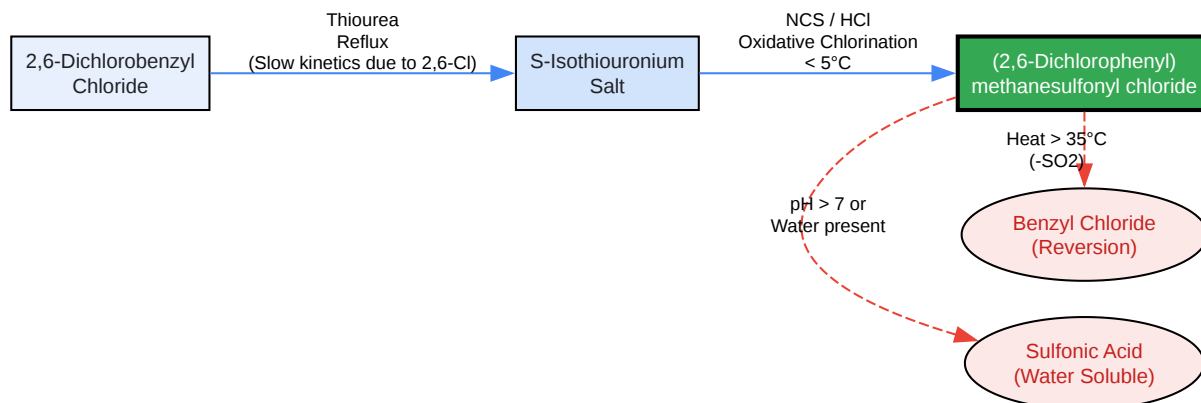 2,6-Dichlorobenzyl
Chloride
Thiourea
Reflux
(Slow kinetics due to 2,6-Cl)
S-Isothiouronium
Salt
NCS / HCl
Oxidative Chlorination
< 5°C
(2,6-Dichlorophenyl)
methanesulfonyl chloride
Heat > 35°C
(-SO2)
pH > 7 or
Water present
Benzyl Chloride
(Reversion)
Sulfonic Acid
(Water Soluble)